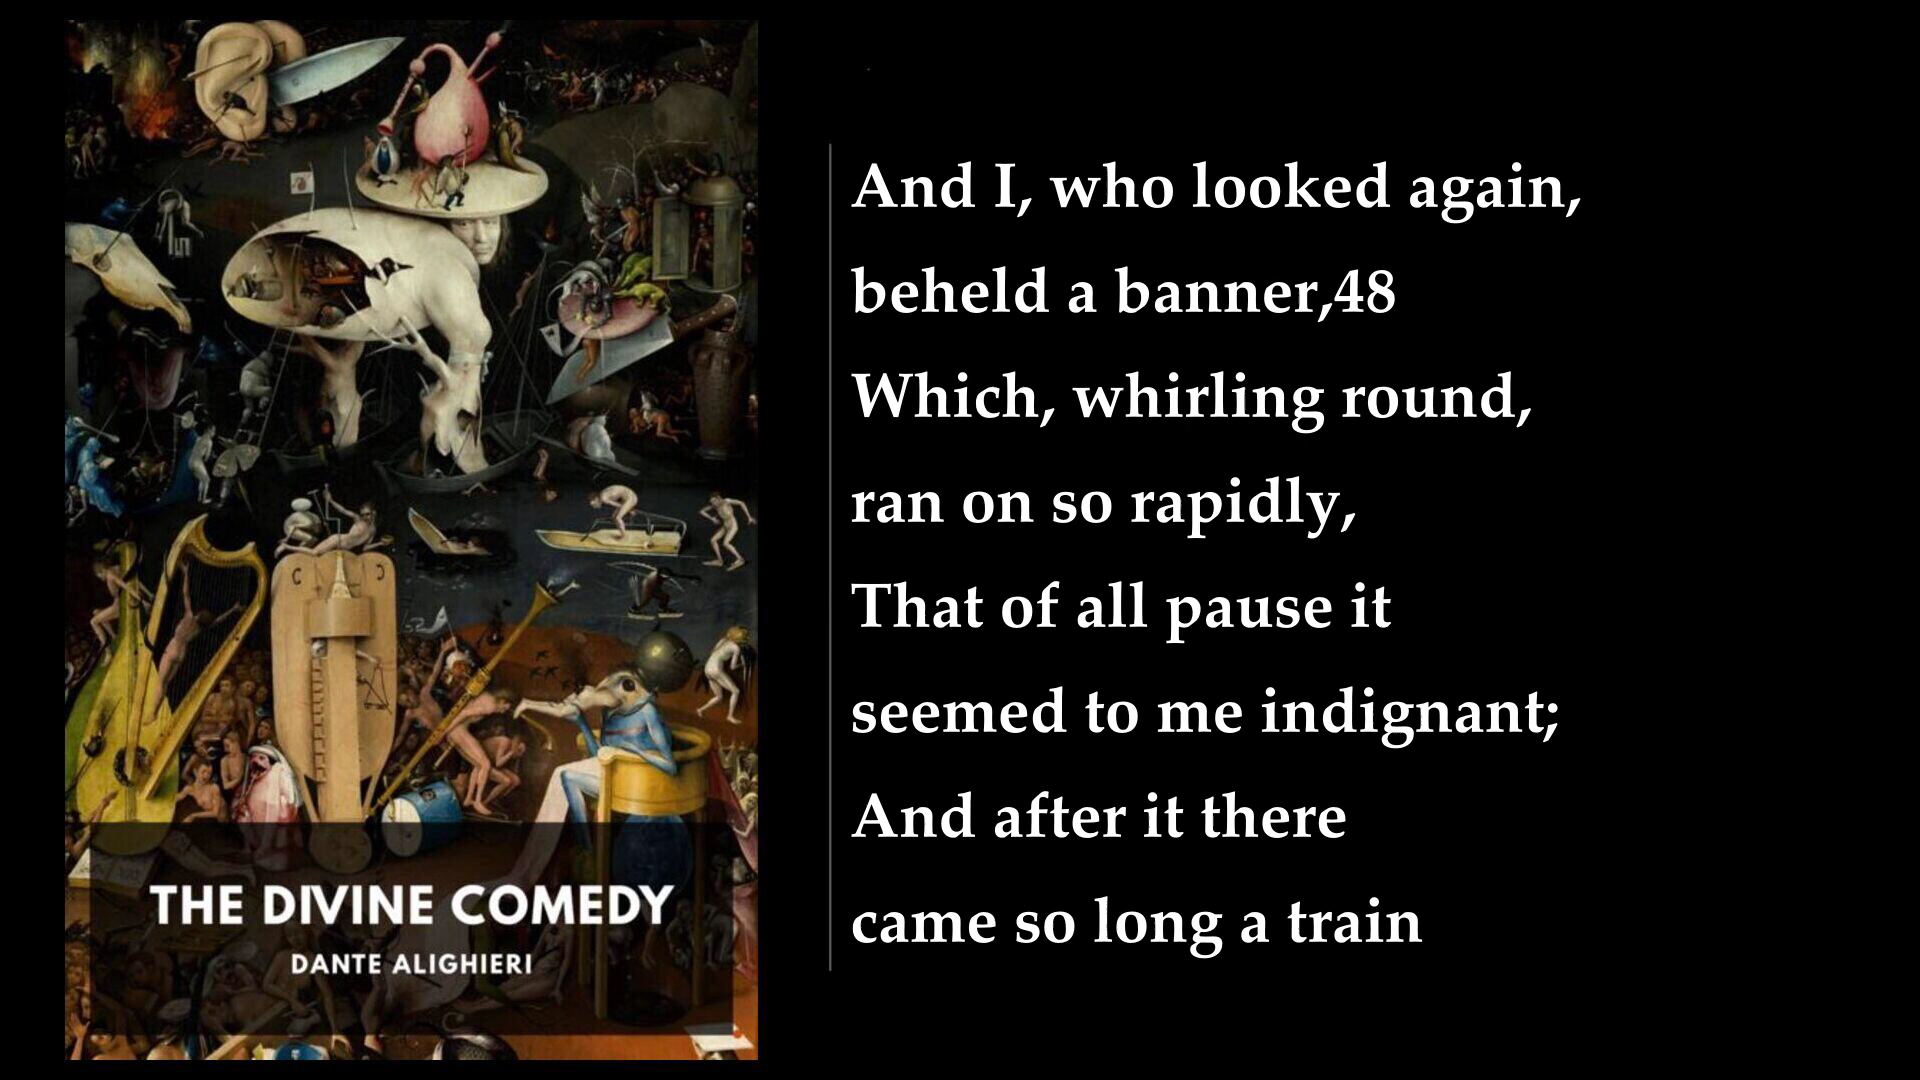 THE DIVINE COMEDY
DANTE ALIGHIERI
And I, who looked again,
beheld a banner,48
Which, whirling round,
ran on so rapidly,
That of all pause it
seemed to me indignant;
And after it there
came so long a train